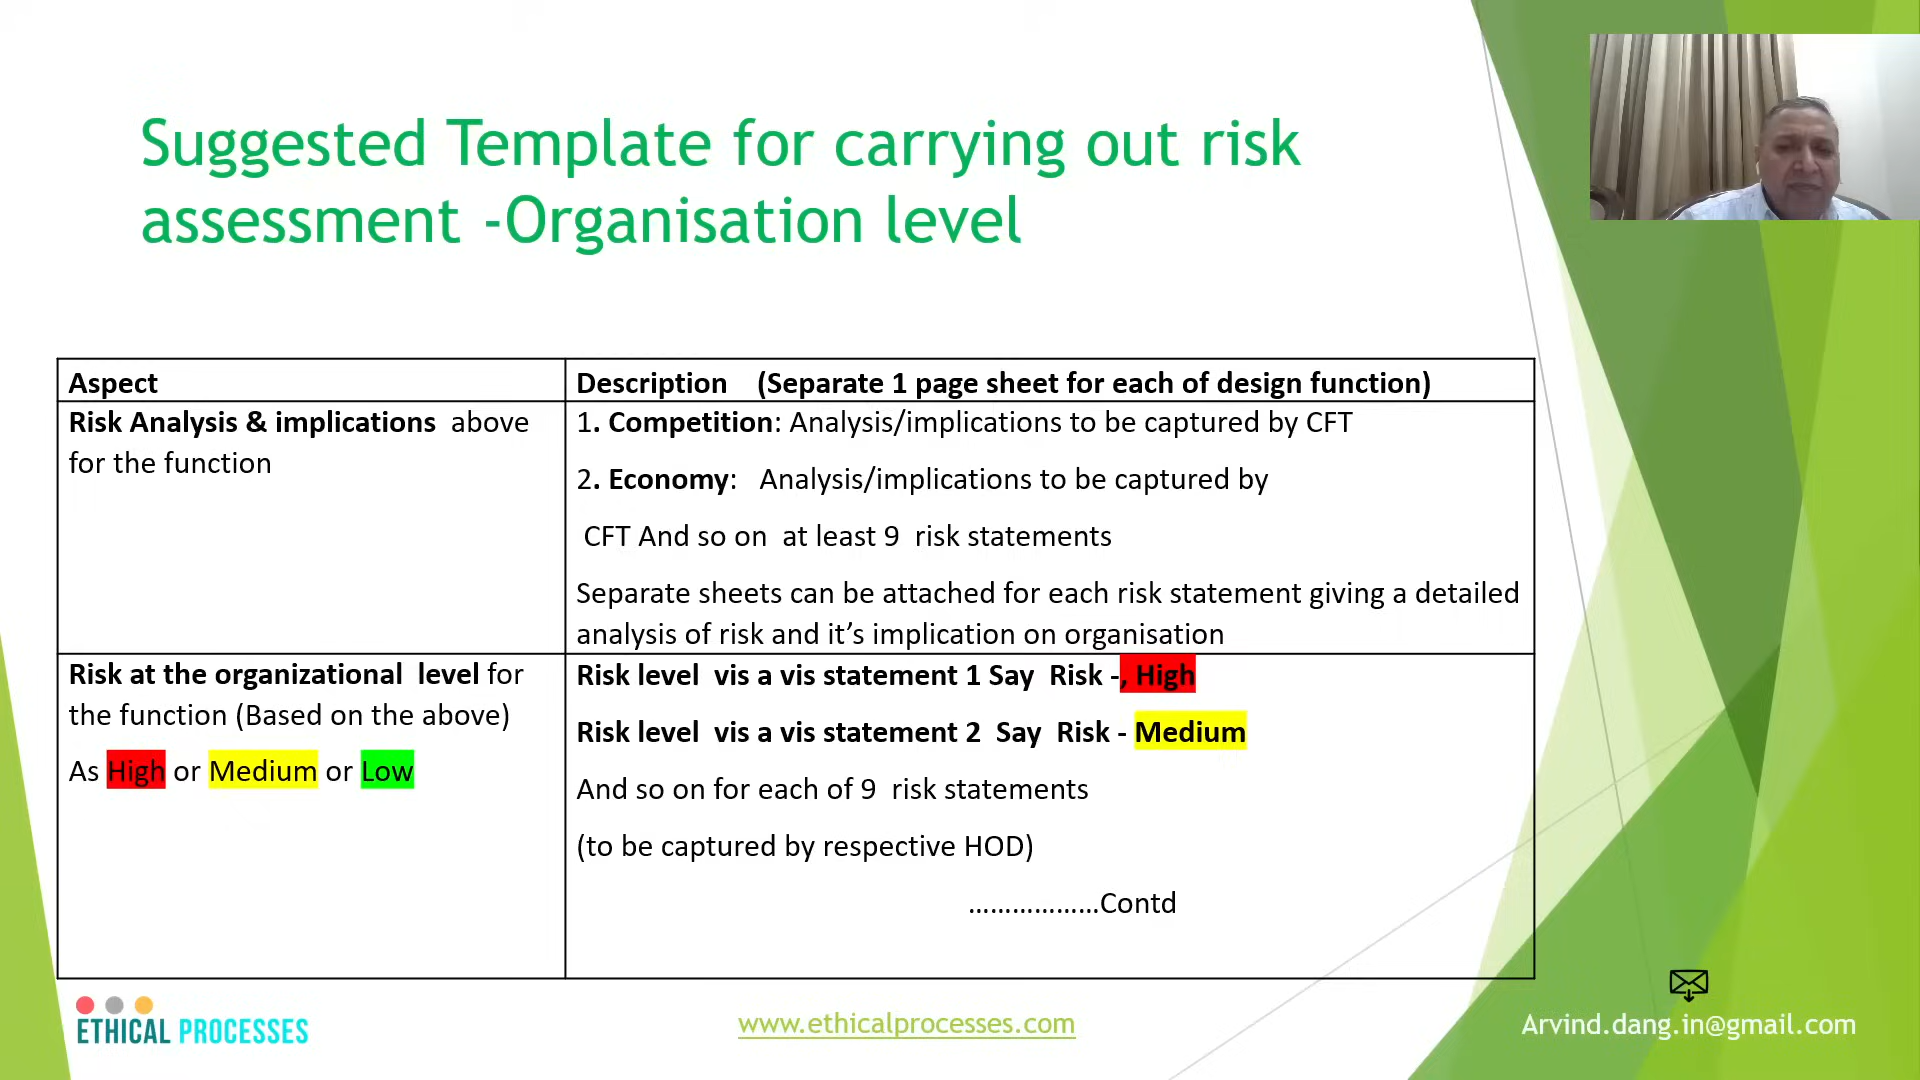 Suggested Template for carrying out risk
assessment -Organisation level
Aspect
Description (Separate 1 page sheet for each of design function)
Risk Analysis & implications above
for the function
1. Competition: Analysis/implications to be captured by CFT
2. Economy: Analysis/implications to be captured by
CFT And so on at least 9 risk statements
Separate sheets can be attached for each risk statement giving a detailed
analysis of risk and it’s implication on organisation
Risk at the organizational level for
the function (Based on the above)
As High or Medium or Low
Risk level vis a vis statement 1 Say Risk -, High
Risk level vis a vis statement 2 Say Risk - Medium
And so on for each of 9 risk statements
(to be captured by respective HOD)
………………Contd
ETHICAL PROCESSES
www.ethicalprocesses.com
Arvind.dang.in@gmail.com